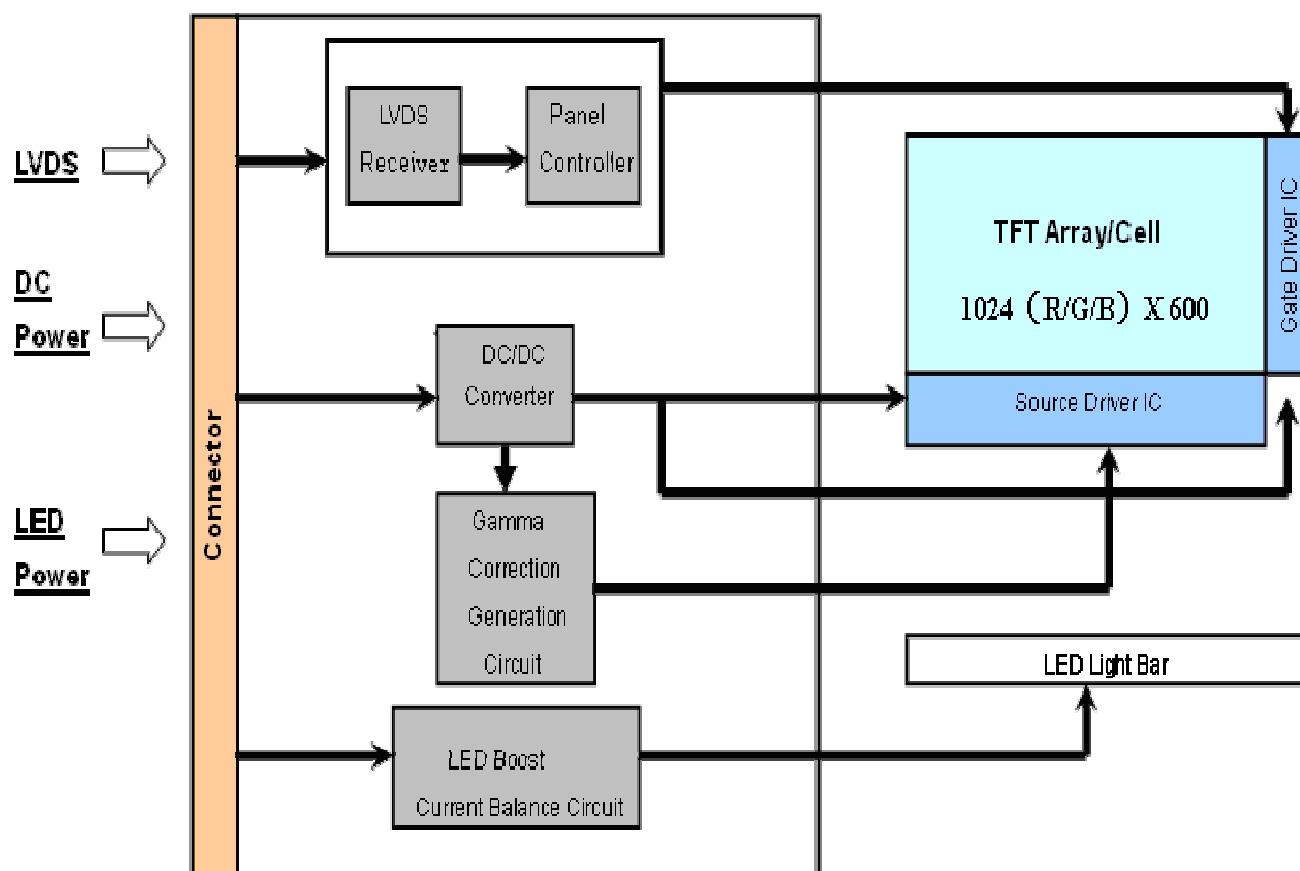 LVDS
DC
Power
LED
Power
Connector
LVDS
Receiver
Panel
Controller
DC/DC
Converter
Gamma
Correction
Generation
Circuit
LED Boost
Current Balance Circuit
TFT Array/Cell
1024（R/G/B）X 600
Gate Driver IC
Source Driver IC
LED Light Bar